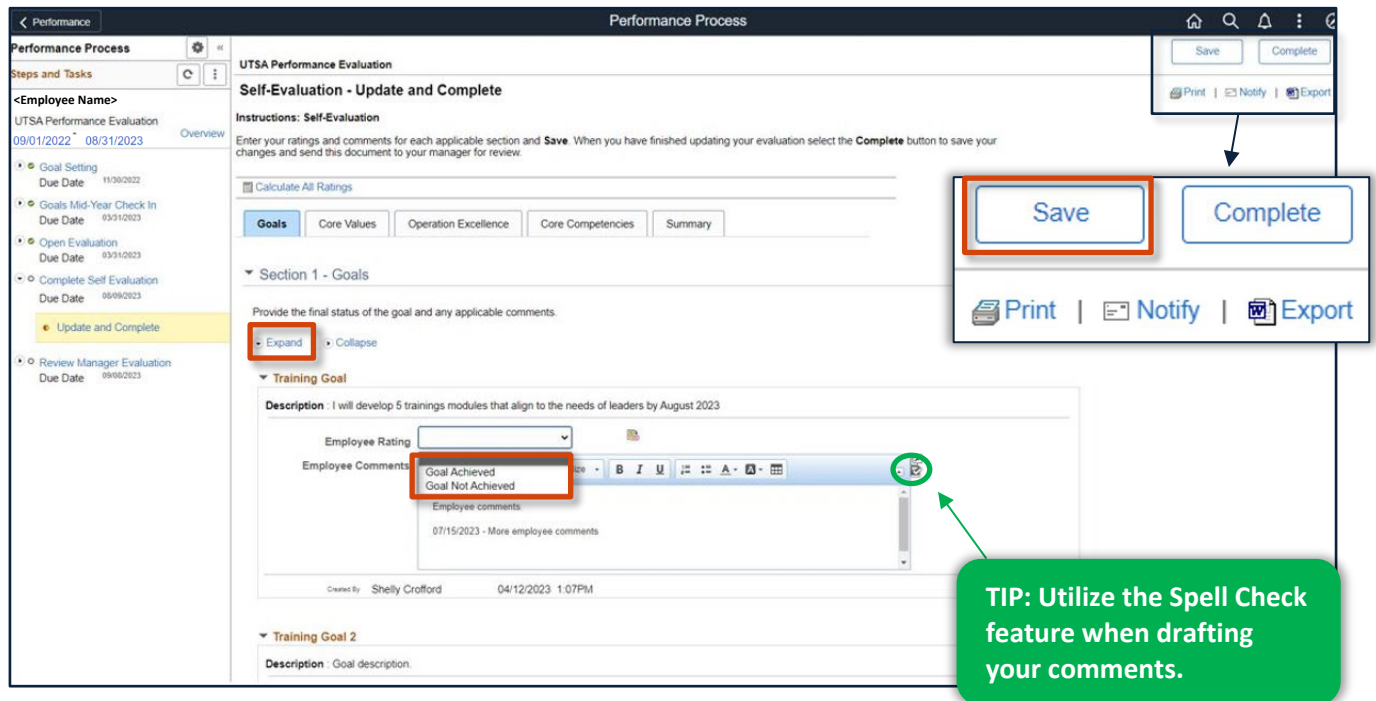 Performance
Performance Process
Performance Process
Steps and Tasks
<Employee Name>
UTSA Performance Evaluation
09/01/2022 - 08/31/2023
Overview
Goal Setting
Due Date 11/30/2022
Goals Mid-Year Check In
Due Date 03/31/2023
Open Evaluation
Due Date 03/31/2023
Complete Self Evaluation
Due Date 08/09/2023
Update and Complete
Review Manager Evaluation
Due Date 09/08/2023
UTSA Performance Evaluation
Save
Complete
Self-Evaluation - Update and Complete
Print | Notify | Export
Instructions: Self-Evaluation
Enter your ratings and comments for each applicable section and Save. When you have finished updating your evaluation select the Complete button to save your
changes and send this document to your manager for review.
Calculate All Ratings
Goals
Core Values
Operation Excellence
Core Competencies
Summary
Section 1 - Goals
Provide the final status of the goal and any applicable comments.
Expand
Collapse
Training Goal
Description : I will develop 5 trainings modules that align to the needs of leaders by August 2023
Employee Rating
Employee Comments
Goal Achieved
Goal Not Achieved
B I U
A
A
Employee comments
07/15/2023 - More employee comments
Created By Shelly Crofford 04/12/2023 1:07PM
Training Goal 2
Description : Goal description.
Save
Complete
Print | Notify | Export
TIP: Utilize the Spell Check
feature when drafting
your comments.